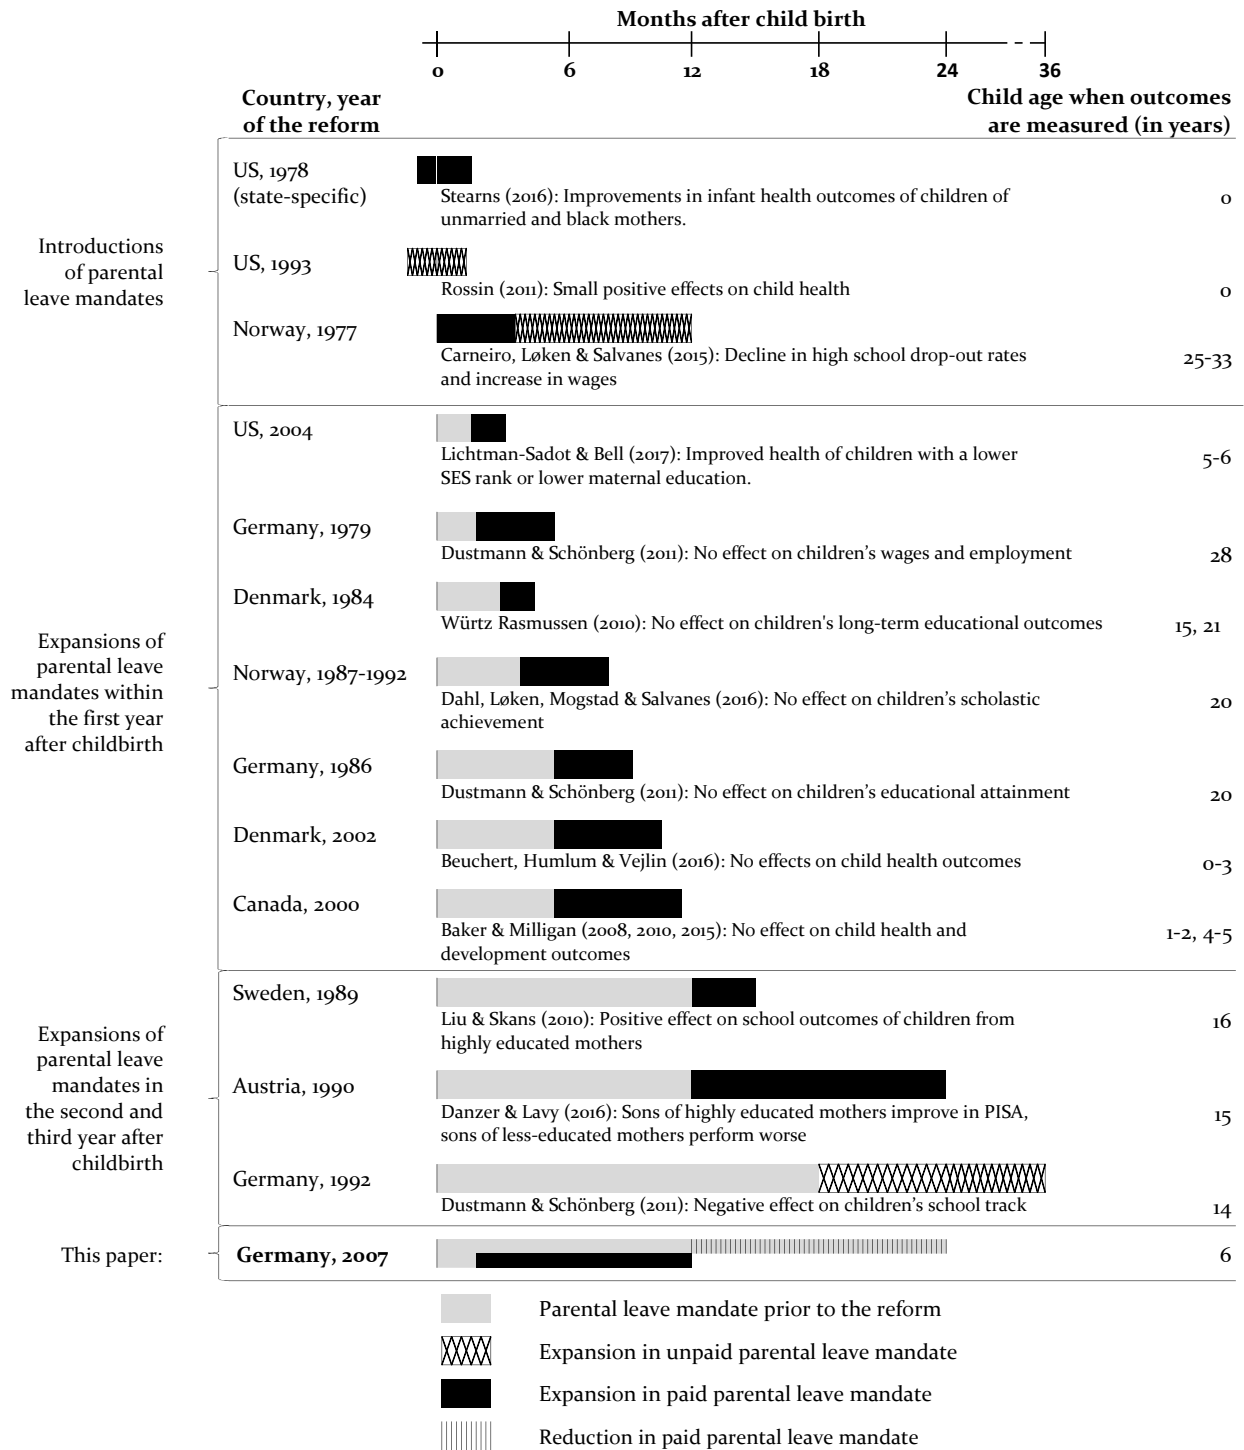 Months after child birth
0 6 12 18 24 36
Country, year
of the reform
Child age when outcomes
are measured (in years)
Introductions
of parental
leave mandates
US, 1978
(state-specific)
Stearns (2016): Improvements in infant health outcomes of children of
unmarried and black mothers.
0
US, 1993
Rossin (2011): Small positive effects on child health
0
Norway, 1977
Carneiro, Løken & Salvanes (2015): Decline in high school drop-out rates
and increase in wages
25-33
Expansions of
parental leave
mandates within
the first year
after childbirth
US, 2004
Lichtman-Sadot & Bell (2017): Improved health of children with a lower
SES rank or lower maternal education.
5-6
Germany, 1979
Dustmann & Schönberg (2011): No effect on children’s wages and employment
28
Denmark, 1984
Würtz Rasmussen (2010): No effect on children's long-term educational outcomes
15, 21
Norway, 1987-1992
Dahl, Løken, Mogstad & Salvanes (2016): No effect on children’s scholastic
achievement
20
Germany, 1986
Dustmann & Schönberg (2011): No effect on children’s educational attainment
20
Denmark, 2002
Beuchert, Humlum & Vejlin (2016): No effects on child health outcomes
0-3
Canada, 2000
Baker & Milligan (2008, 2010, 2015): No effect on child health and
development outcomes
1-2, 4-5
Expansions of
parental leave
mandates in
the second and
third year after
childbirth
Sweden, 1989
Liu & Skans (2010): Positive effect on school outcomes of children from
highly educated mothers
16
Austria, 1990
Danzer & Lavy (2016): Sons of highly educated mothers improve in PISA,
sons of less-educated mothers perform worse
15
Germany, 1992
Dustmann & Schönberg (2011): Negative effect on children’s school track
14
This paper:
Germany, 2007
6
Parental leave mandate prior to the reform
Expansion in unpaid parental leave mandate
Expansion in paid parental leave mandate
Reduction in paid parental leave mandate